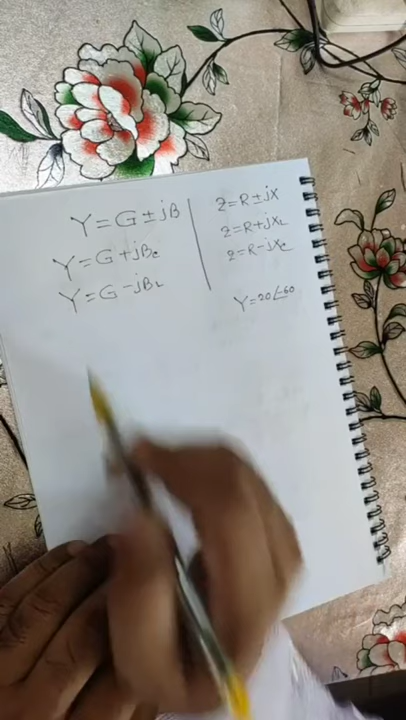 Y=G±jB
Y=G+jBc
Y=G-jBL
Z=R±jX
Z=R+jXL
Z=R-jXc
Y=20∠60